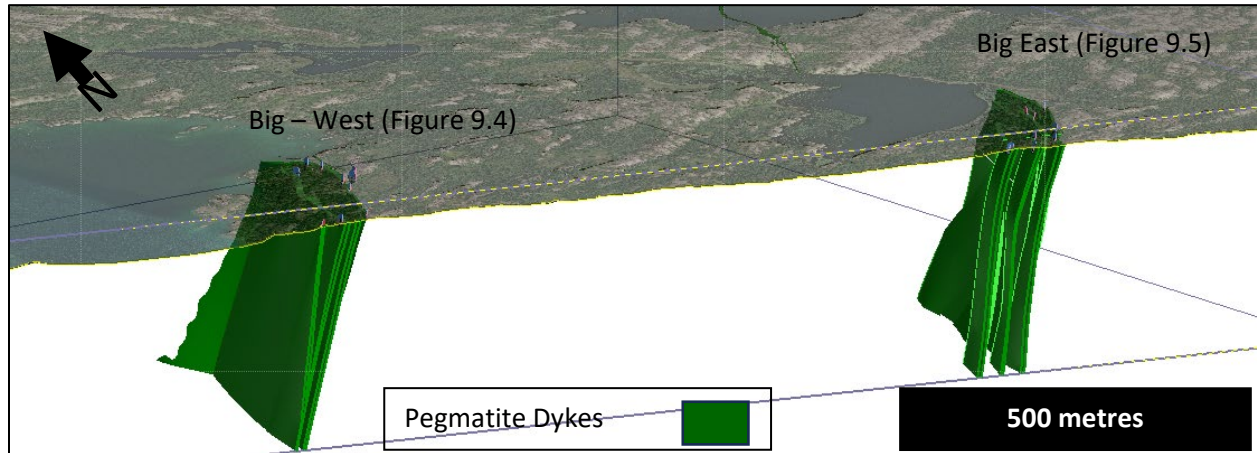 N
Big East (Figure 9.5)
Big – West (Figure 9.4)
Pegmatite Dykes
500 metres